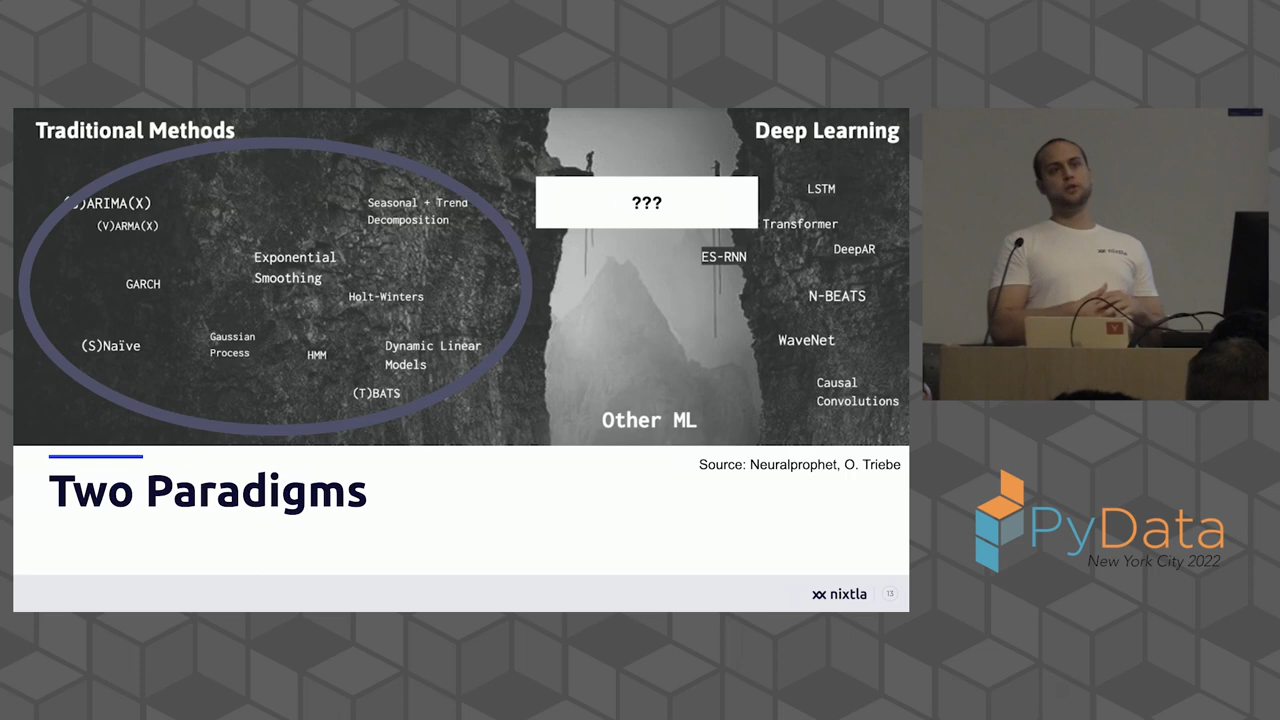 Traditional Methods
Deep Learning
(S)ARIMA(X)
(V)ARMA(X)
Seasonal + Trend
Decomposition
???
LSTM
Transformer
DeepAR
ES-RNN
Exponential
Smoothing
GARCH
Holt-Winters
N-BEATS
(S)Naïve
Gaussian
Process
HMM
Dynamic Linear
Models
WaveNet
(T)BATS
Causal
Convolutions
Other ML
Source: Neuralprophet, O. Triebe
Two Paradigms
nixtla
13
nixtla
PyData
New York City 2022